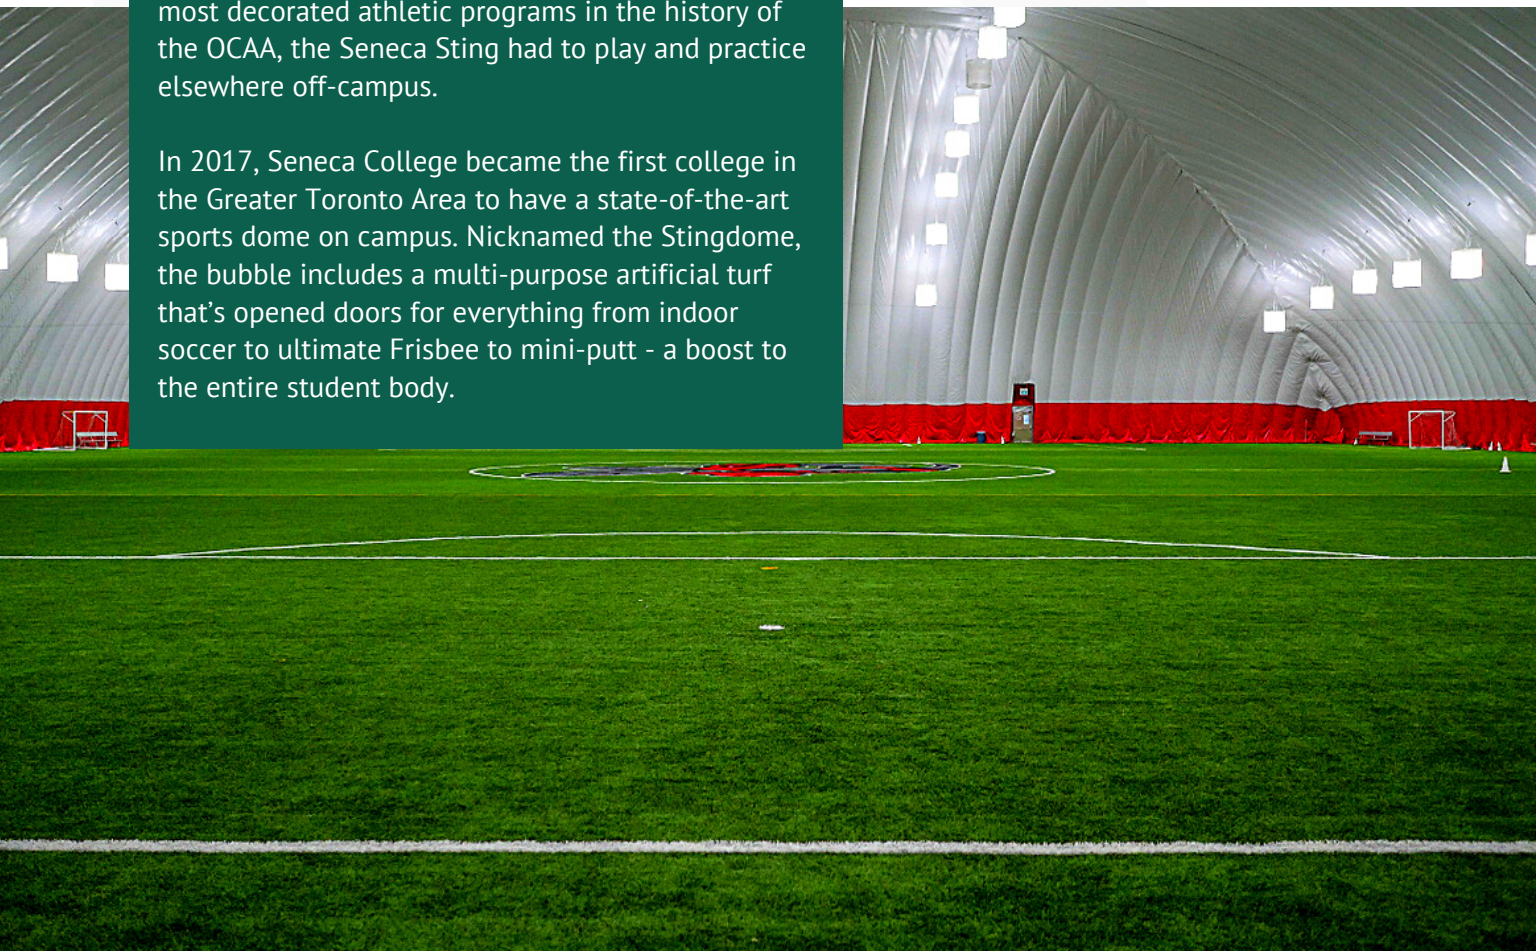 most decorated athletic programs in the history of
the OCAA, the Seneca Sting had to play and practice
elsewhere off-campus.
In 2017, Seneca College became the first college in
the Greater Toronto Area to have a state-of-the-art
sports dome on campus. Nicknamed the Stingdome,
the bubble includes a multi-purpose artificial turf
that’s opened doors for everything from indoor
soccer to ultimate Frisbee to mini-putt - a boost to
the entire student body.